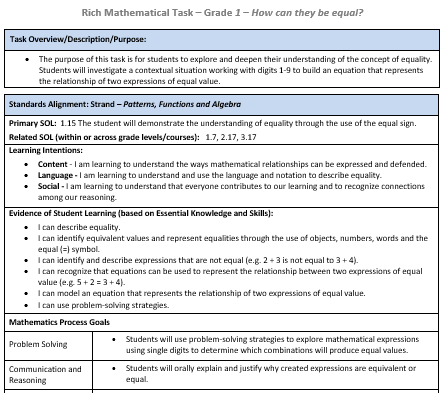 Rich Mathematical Task – Grade 1 – How can they be equal?
Task Overview/Description/Purpose:
• The purpose of this task is for students to explore and deepen their understanding of the concept of equality.
Students will investigate a contextual situation working with digits 1-9 to build an equation that represents
the relationship of two expressions of equal value.
Standards Alignment: Strand – Patterns, Functions and Algebra
Primary SOL: 1.15 The student will demonstrate an understanding of equality through the use of the equal sign.
Related SOL (within or across grade levels/courses): 1.7, 2.17, 3.17
Learning Intentions:
• Content - I am learning to understand the ways mathematical relationships can be expressed and defended.
• Language - I am learning to understand and use the language and notation to describe equality.
• Social - I am learning to understand that everyone contributes to our learning and to recognize connections
among our reasoning.
Evidence of Student Learning (based on Essential Knowledge and Skills):
• I can describe equality.
• I can identify equivalent values and represent equalities through the use of objects, numbers, words and the
equal (=) symbol.
• I can identify and describe expressions that are not equal (e.g. 2 + 3 is not equal to 3 + 4).
• I can recognize that equations can be used to represent the relationship between two expressions of equal
value (e.g. 5 + 2 = 3 + 4).
• I can model an equation that represents the relationship of two expressions of equal value.
• I can use problem-solving strategies.
Mathematics Process Goals
Problem Solving
• Students will use problem-solving strategies to explore mathematical expressions
using single digits to determine which combinations will produce equal values.
Communication and
Reasoning
• Students will orally explain and justify why created expressions are equivalent or
equal.